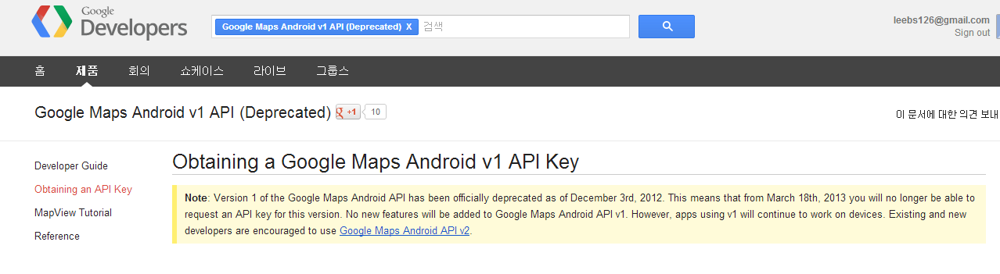 Google
Developers
Google Maps Android v1 API (Deprecated) X 검색
leebs126@gmail.com
Sign out
홈 제품 회의 쇼케이스 라이브 그룹스
Google Maps Android v1 API (Deprecated) g +1 10
이 문서에 대한 의견 보내
Developer Guide
Obtaining an API Key
MapView Tutorial
Reference
Obtaining a Google Maps Android v1 API Key
Note: Version 1 of the Google Maps Android API has been officially deprecated as of December 3rd, 2012. This means that from March 18th, 2013 you will no longer be able to
request an API key for this version. No new features will be added to Google Maps Android API v1. However, apps using v1 will continue to work on devices. Existing and new
developers are encouraged to use Google Maps Android API v2.